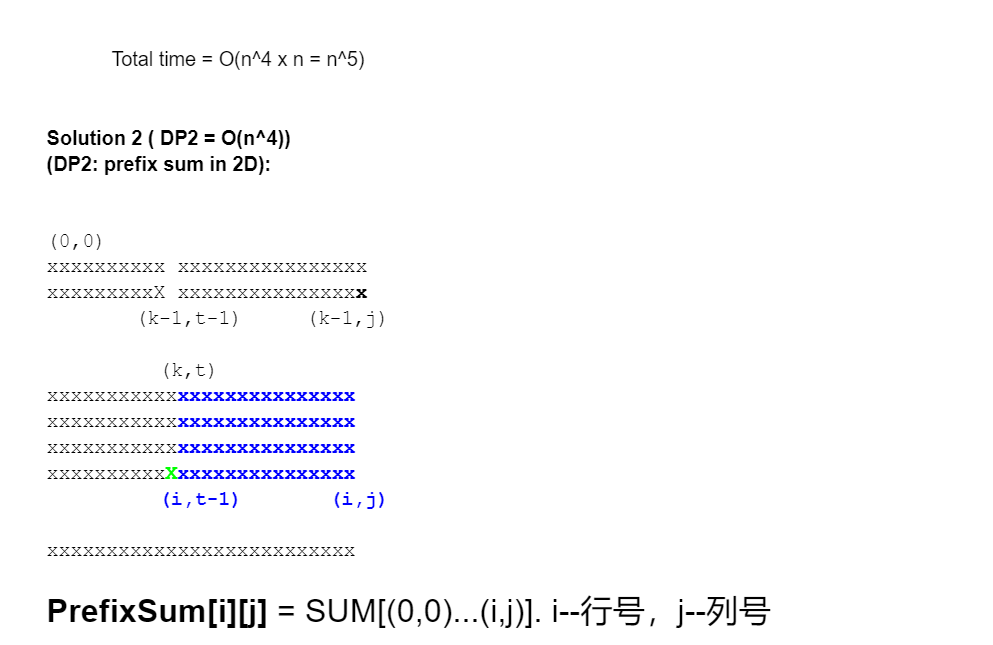 Total time = O(n^4 x n = n^5)
Solution 2 ( DP2 = O(n^4))
(DP2: prefix sum in 2D):
(0,0)
xxxxxxxxxx xxxxxxxxxxxxxxxx
xxxxxxxxxX xxxxxxxxxxxxxxxx
(k-1,t-1) (k-1,j)
(k,t)
xxxxxxxxxxxxxxxxxxxxxxxxxx
xxxxxxxxxxxxxxxxxxxxxxxxxx
xxxxxxxxxxxxxxxxxxxxxxxxxx
xxxxxxxxxxXxxxxxxxxxxxxxxx
(i,t-1) (i,j)
xxxxxxxxxxxxxxxxxxxxxxxxxx
PrefixSum[i][j] = SUM[(0,0)...(i,j)]. i--行号，j--列号